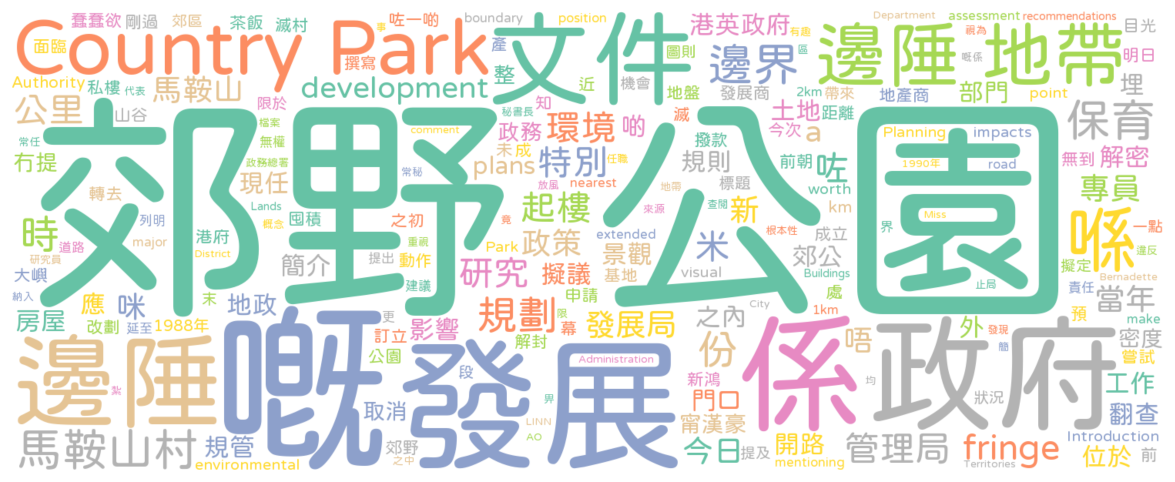 郊野公園
嘅發展
係政府
Country Park
文件
邊陲地帶
邊陲
邊界
港英政府
development
馬鞍山
公里
環境
特別
保育
解密
專員
喺
時
現任
plans
起樓
政策
研究
擬議
規劃
發展局
影響
份
之內
唔
外
當年
密度
工作
翻查
Introduction
位於
前
馬鞍山村
規管
environmental
取消
郊野
之中
LINN
AO
Administration
界
新鴻
門口
甯漢豪
今日
提及
開路
mentioning
管理局
fringe
Territories
狀況
均
蠢蠢欲
剛過
郊區
茶飯
滅村
咗一啲
boundary
position
Department
assessment
recommendations
目光
面臨
撰寫
事
產
整
近
圖則
機會
地盤
2km
發展商
帶來
視為
有趣
嘅係
地產商
部門
point
明日
埋
Authority
私樓
代表
山谷
限於
無權
秘書長
知
政務
未成
啲
滅
撥款
規則
土地
距離
今次
a
前朝
標題
咗
worth
km
Planning
impacts
1990年
road
無到
常任
檔案
政務總署
冇提
轉去
Lands
概念
囤積
常秘
comment
任職
放風
nearest
地帶
來源
查閱
新
成立
Miss
界
一點
列明
道路
港府
major
District
簡介
之初
重視
竟
Park
extended
米
景觀
visual
郊公
根本性
Buildings
違反
Bernadette
研究員
大嶼
提出
動作
建議
基地
處
擬定
責任
止局
納入
應
咪
末
地政
申請
City
1km
預
make
房屋
改劃
延至
1988年
更
訂立
解封
幕
限
發現
簡
嘗試
公園
段
紮